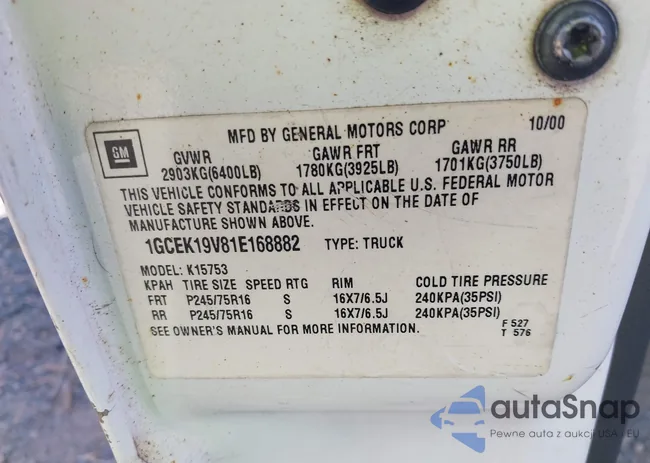 MFD BY GENERAL MOTORS CORP 10/00
GM
GVWR GAWR FRT GAWR RR
2903KG(6400LB) 1780KG(3925LB) 1701KG(3750LB)
THIS VEHICLE CONFORMS TO ALL APPLICABLE U.S. FEDERAL MOTOR
VEHICLE SAFETY STANDARDS IN EFFECT ON THE DATE OF
MANUFACTURE SHOWN ABOVE.
1GCEK19V81E168882 TYPE: TRUCK
MODEL: K15753
KPAH TIRE SIZE SPEED RTG RIM COLD TIRE PRESSURE
FRT P245/75R16 S 16X7/6.5J 240KPA(35PSI)
RR P245/75R16 S 16X7/6.5J 240KPA(35PSI)
SEE OWNER'S MANUAL FOR MORE INFORMATION.
F 527
T 576
autaSnap
Pewne auta z aukcji USA i EU